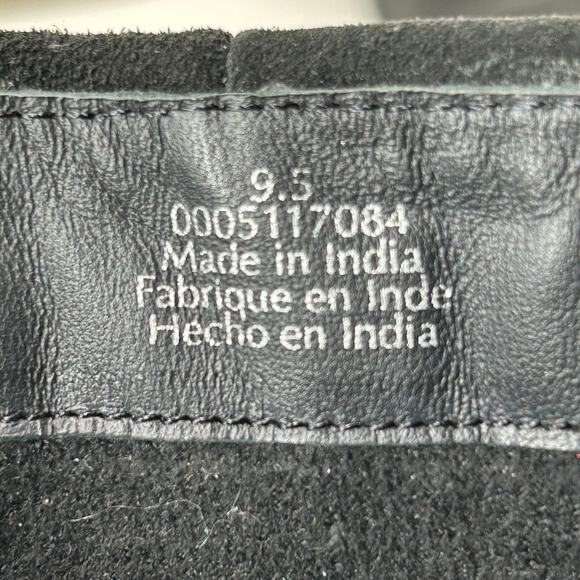 9.5
0005117084
Made in India
Fabrique en Inde
Hecho en India